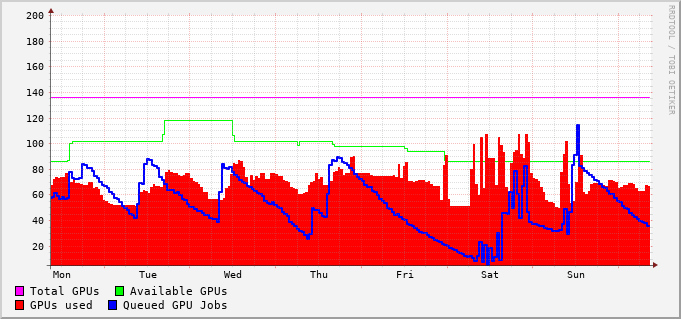 200
180
160
140
120
100
80
60
40
20
Mon Tue Wed Thu Fri Sat Sun
RRDTOOL / TOBI OETIKER
Total GPUs Available GPUs
GPUs used Queued GPU Jobs